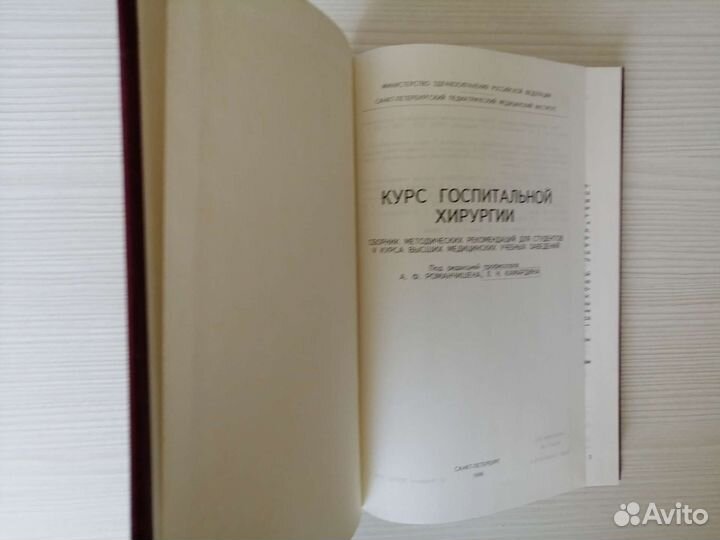 МИНИСТЕРСТВО ЗДРАВООХРАНЕНИЯ РОССИЙСКОЙ ФЕДЕРАЦИИ
САНКТ-ПЕТЕРБУРГСКИЙ ПЕДИАТРИЧЕСКИЙ МЕДИЦИНСКИЙ ИНСТИТУТ
КУРС ГОСПИТАЛЬНОЙ
ХИРУРГИИ
СБОРНИК МЕТОДИЧЕСКИХ РЕКОМЕНДАЦИЙ ДЛЯ СТУДЕНТОВ
КУРСА ВЫСШИХ МЕДИЦИНСКИХ УЧЕБНЫХ ЗАВЕДЕНИЙ
Под редакцией профессоров
А. Ф. РОМАНЧИШЕНА, Л. Н. КАМАРДИНА
САНКТ-ПЕТЕРБУРГ
Avito